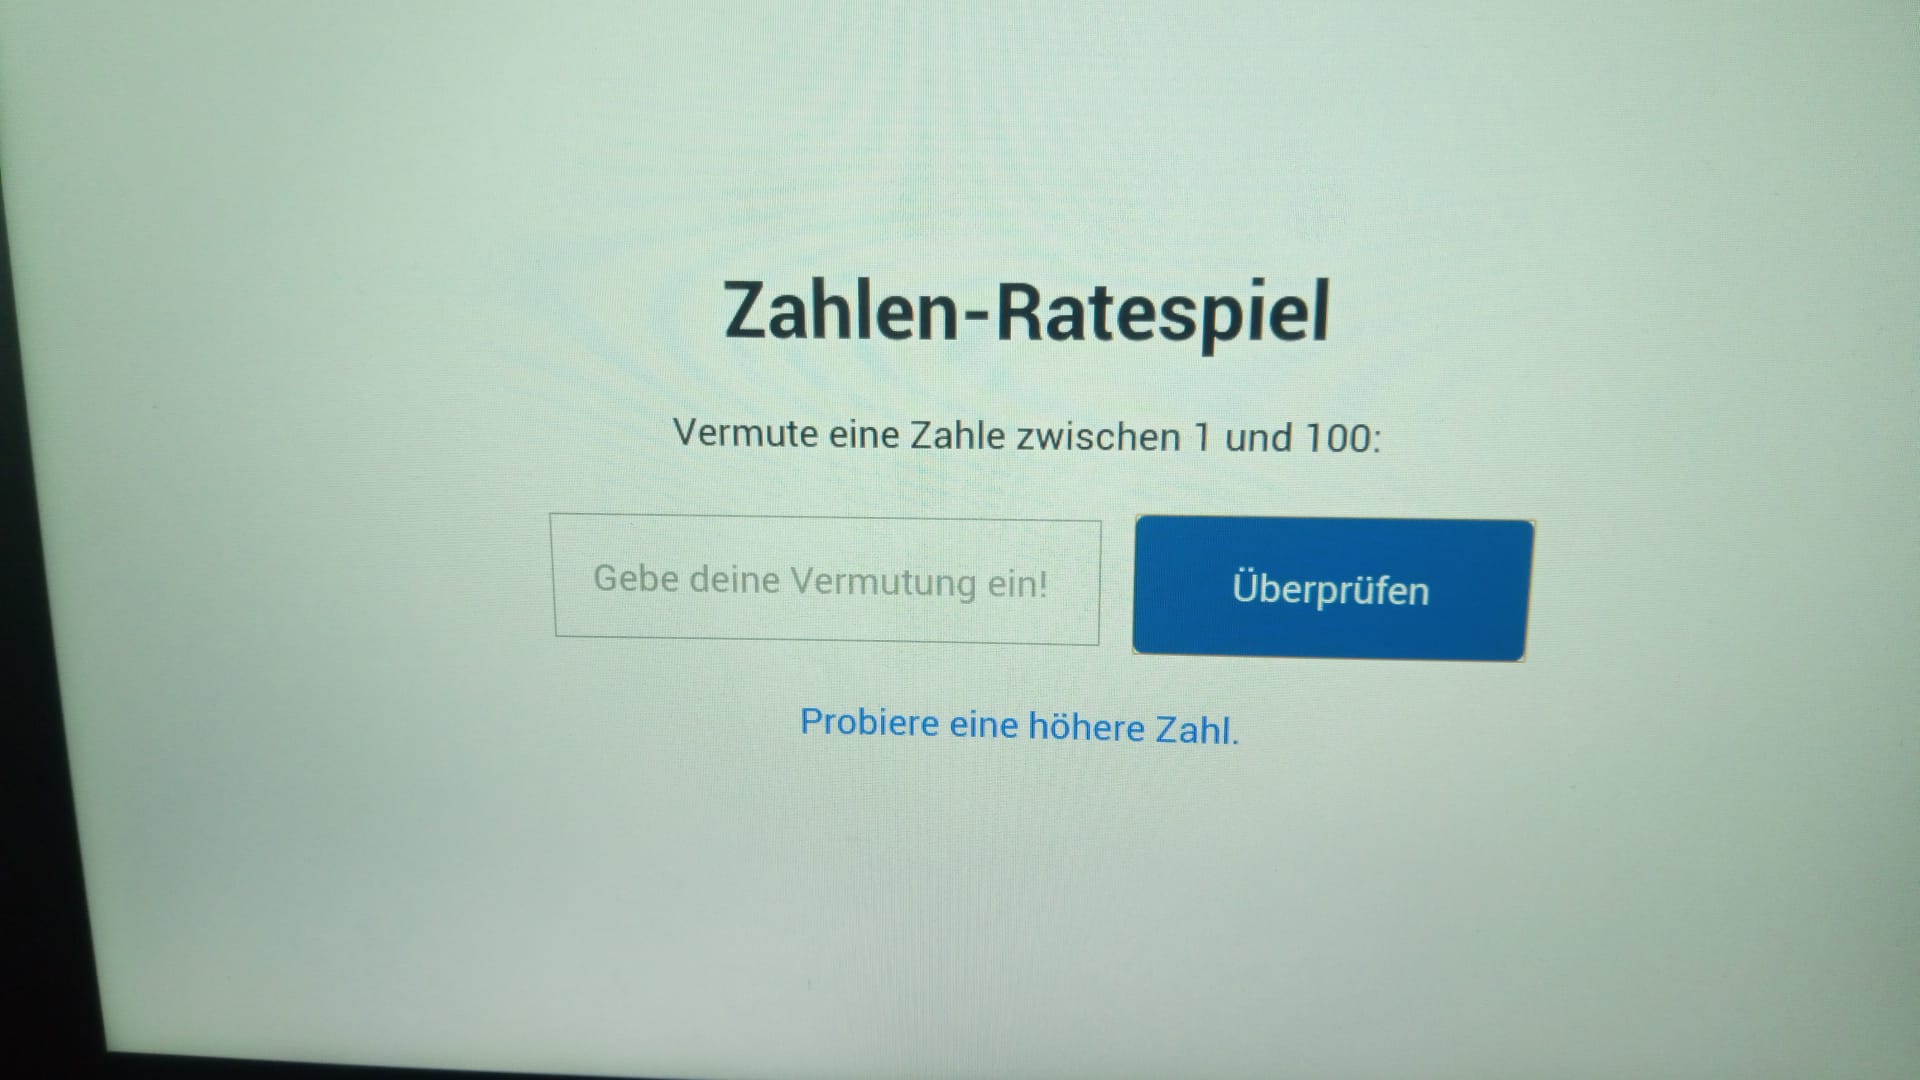 Zahlen-Ratespiel
Vermute eine Zahle zwischen 1 und 100:
Gebe deine Vermutung ein!
Überprüfen
Probiere eine höhere Zahl.